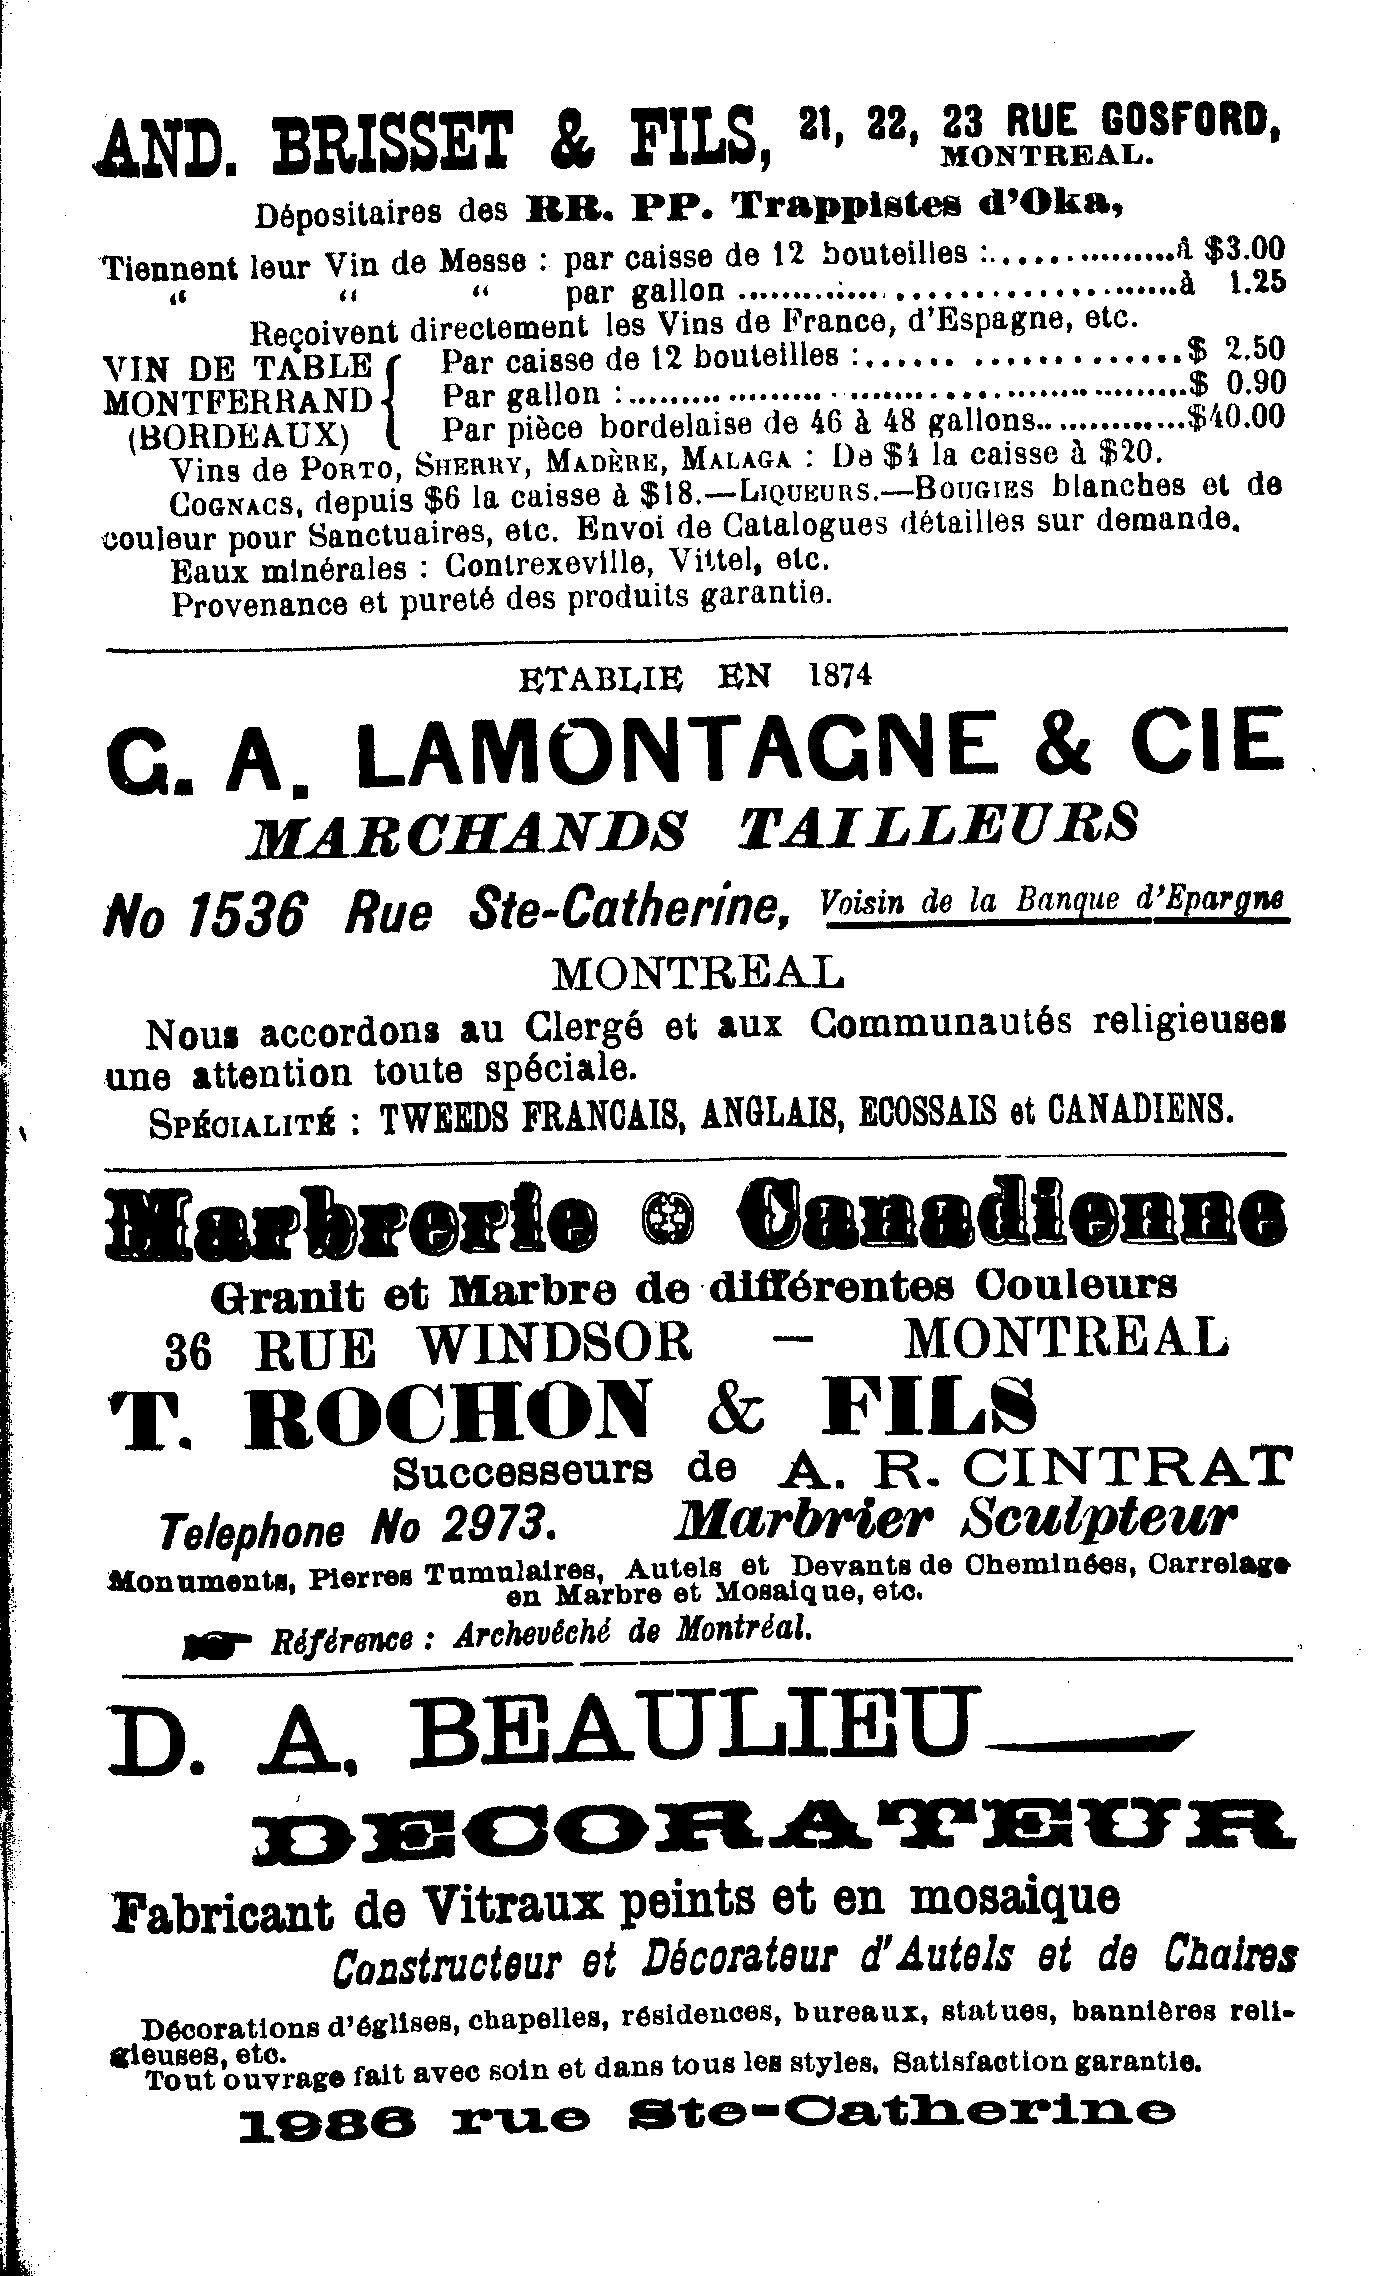 AND. BRISSET & FILS, 21, 22, 23 RUE GOSFORD,
MONTREAL.
Dépositaires des RR. PP. Trappistes d'Oka,
Tiennent leur Vin de Messe : par caisse de 12 bouteilles :..................à $3.00
“ “ “ par gallon ..............................à 1.25
Reçoivent directement les Vins de France, d'Espagne, etc.
VIN DE TABLE { Par caisse de 12 bouteilles :...................$ 2.50
MONTFERRAND { Par gallon :...................................$ 0.90
(BORDEAUX) { Par pièce bordelaise de 46 à 48 gallons..............$40.00
Vins de PORTO, SHERRY, MADÈRE, MALAGA : De $4 la caisse à $20.
COGNACS, depuis $6 la caisse à $18.—LIQUEURS.—BOUGIES blanches et de
couleur pour Sanctuaires, etc. Envoi de Catalogues détaillés sur demande.
Eaux minérales : Contrexeville, Vittel, etc.
Provenance et pureté des produits garantie.
ETABLIE EN 1874
G. A. LAMONTAGNE & CIE
MARCHANDS TAILLEURS
No 1536 Rue Ste-Catherine, Voisin de la Banque d'Epargne
MONTREAL
Nous accordons au Clergé et aux Communautés religieuses
une attention toute spéciale.
SPÉCIALITÉ : TWEEDS FRANCAIS, ANGLAIS, ECOSSAIS et CANADIENS.
Marbrerie Canadienne
Granit et Marbre de différentes Couleurs
36 RUE WINDSOR — MONTREAL
T. ROCHON & FILS
Successeurs de A. R. CINTRAT
Telephone No 2973. Marbrier Sculpteur
Monuments, Pierres Tumulaires, Autels et Devants de Cheminées, Carrelage
en Marbre et Mosaique, etc.
☛ Référence : Archevêché de Montréal.
D. A. BEAULIEU
DECORATEUR
Fabricant de Vitraux peints et en mosaique
Constructeur et Décorateur d'Autels et de Chaires
Décorations d'églises, chapelles, résidences, bureaux, statues, bannières reli-
gieuses, etc.
Tout ouvrage fait avec soin et dans tous les styles. Satisfaction garantie.
1986 rue Ste-Catherine